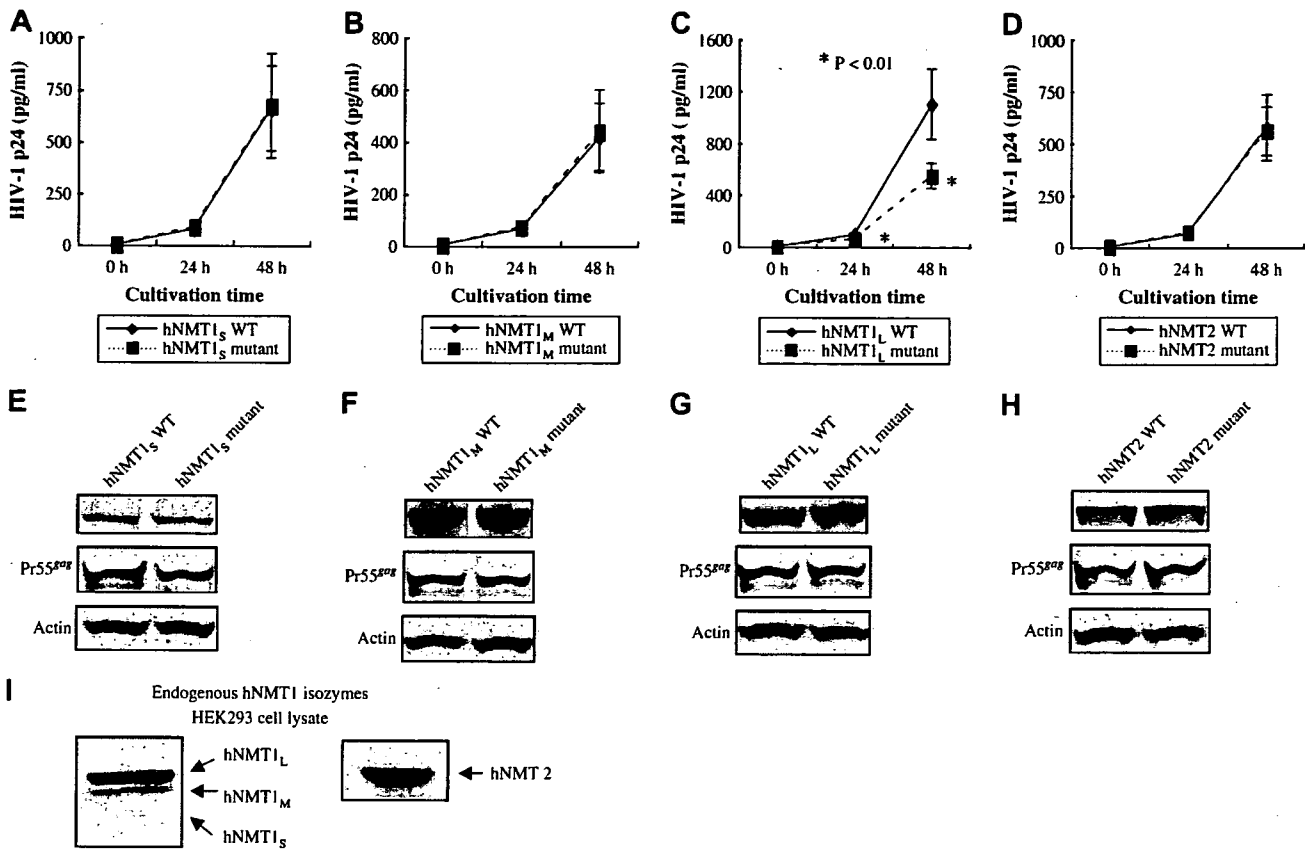 A
HIV-1 p24 (pg/ml)
1000
750
500
250
0
0 h 24 h 48 h
Cultivation time
hNMT1S WT
hNMT1S mutant
B
HIV-1 p24 (pg/ml)
800
600
400
200
0
0 h 24 h 48 h
Cultivation time
hNMT1M WT
hNMT1M mutant
C
HIV-1 p24 ( pg/ml)
1600
1200
800
400
0
* P < 0.01
*
*
0 h 24 h 48 h
Cultivation time
hNMT1L WT
hNMT1L mutant
D
HIV-1 p24 (pg/ml)
1000
750
500
250
0
0 h 24 h 48 h
Cultivation time
hNMT2 WT
hNMT2 mutant
E
hNMT1S WT
hNMT1S mutant
Pr55gag
Actin
F
hNMT1M WT
hNMT1M mutant
Pr55gag
Actin
G
hNMT1L WT
hNMT1L mutant
Pr55gag
Actin
H
hNMT2 WT
hNMT2 mutant
Pr55gag
Actin
I
Endogenous hNMT1 isozymes
HEK293 cell lysate
hNMT1L
hNMT1M
hNMT1S
hNMT 2